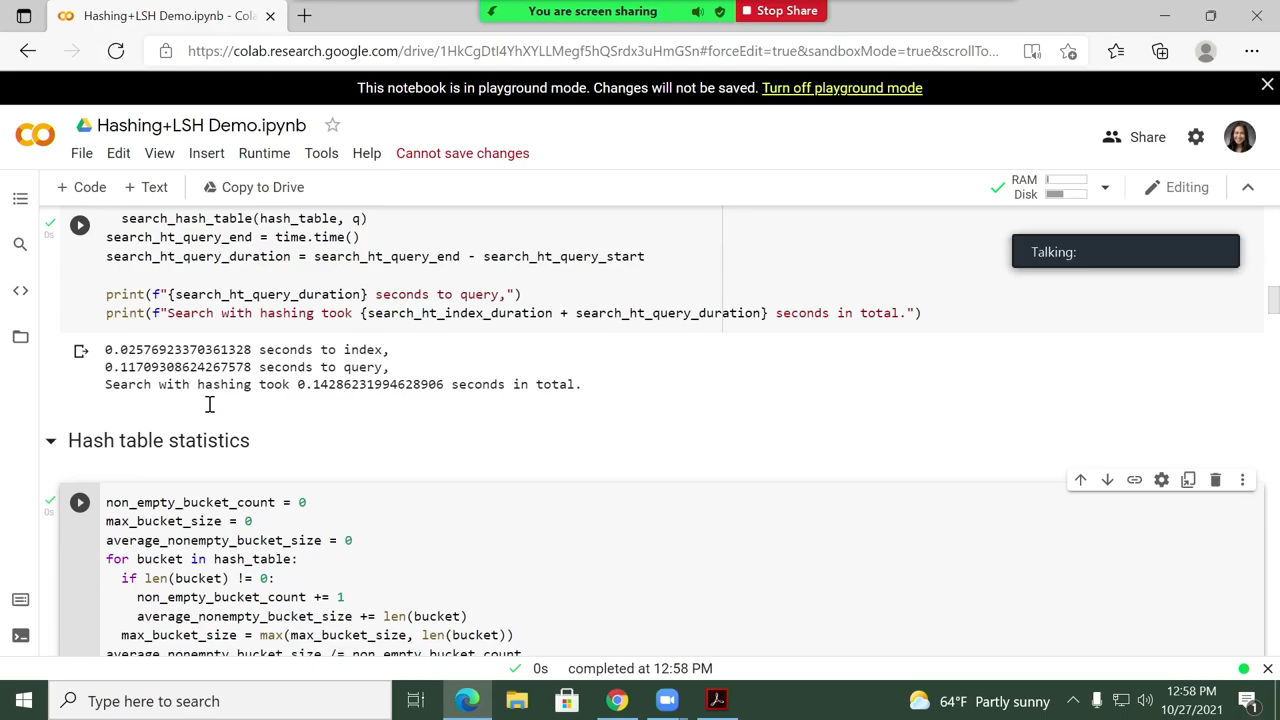 Hashing+LSH Demo.ipynb - Cola
You are screen sharing
Stop Share
https://colab.research.google.com/drive/1HkCgDtI4YhXYLLMegf5hQSrdx3uHmGSn#forceEdit=true&sandboxMode=true&scrollTo...
This notebook is in playground mode. Changes will not be saved. Turn off playground mode
Hashing+LSH Demo.ipynb
File Edit View Insert Runtime Tools Help Cannot save changes
Share
+ Code + Text Copy to Drive
RAM
Disk
Editing
0s
search_hash_table(hash_table, q)
search_ht_query_end = time.time()
search_ht_query_duration = search_ht_query_end - search_ht_query_start
Talking:
print(f"{search_ht_query_duration} seconds to query,")
print(f"Search with hashing took {search_ht_index_duration + search_ht_query_duration} seconds in total.")
0.02576923370361328 seconds to index,
0.11709308624267578 seconds to query,
Search with hashing took 0.14286231994628906 seconds in total.
Hash table statistics
0s
non_empty_bucket_count = 0
max_bucket_size = 0
average_nonempty_bucket_size = 0
for bucket in hash_table:
if len(bucket) != 0:
non_empty_bucket_count += 1
average_nonempty_bucket_size += len(bucket)
max_bucket_size = max(max_bucket_size, len(bucket))
average_nonempty_bucket_size /= non_empty_bucket_count
0s completed at 12:58 PM
Type here to search
64°F Partly sunny
12:58 PM
10/27/2021
1